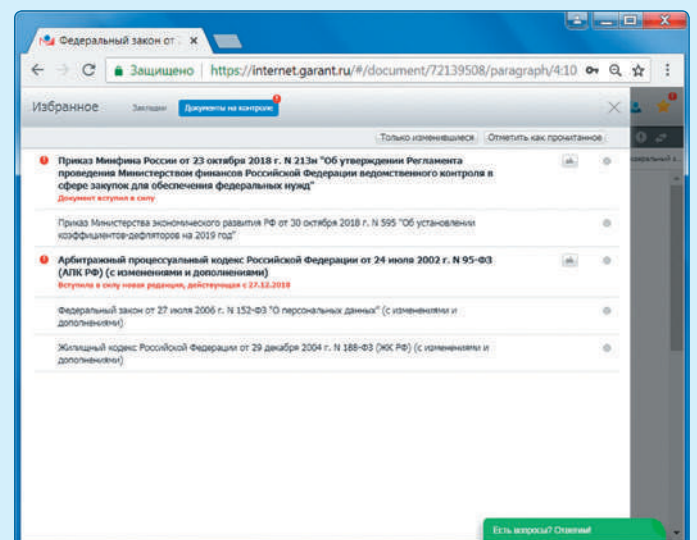 Федеральный закон от
Защищено https://internet.garant.ru/#/document/72139508/paragraph/4:10
Избранное Закладки Документы на контроле
Только изменившиеся Отметить как прочитанное
Приказ Минфина России от 23 октября 2018 г. N 213н "Об утверждении Регламента
проведения Министерством финансов Российской Федерации ведомственного контроля в
сфере закупок для обеспечения федеральных нужд"
Документ вступил в силу
Приказ Министерства экономического развития РФ от 30 октября 2018 г. N 595 "Об установлении
коэффициентов-дефляторов на 2019 год"
Арбитражный процессуальный кодекс Российской Федерации от 24 июля 2002 г. N 95-ФЗ
(АПК РФ) (с изменениями и дополнениями)
Вступила в силу новая редакция, действующая с 27.12.2018
Федеральный закон от 27 июля 2006 г. N 152-ФЗ "О персональных данных" (с изменениями и
дополнениями)
Жилищный кодекс Российской Федерации от 29 декабря 2004 г. N 188-ФЗ (ЖК РФ) (с изменениями и
дополнениями)
Есть вопросы? Ответим!